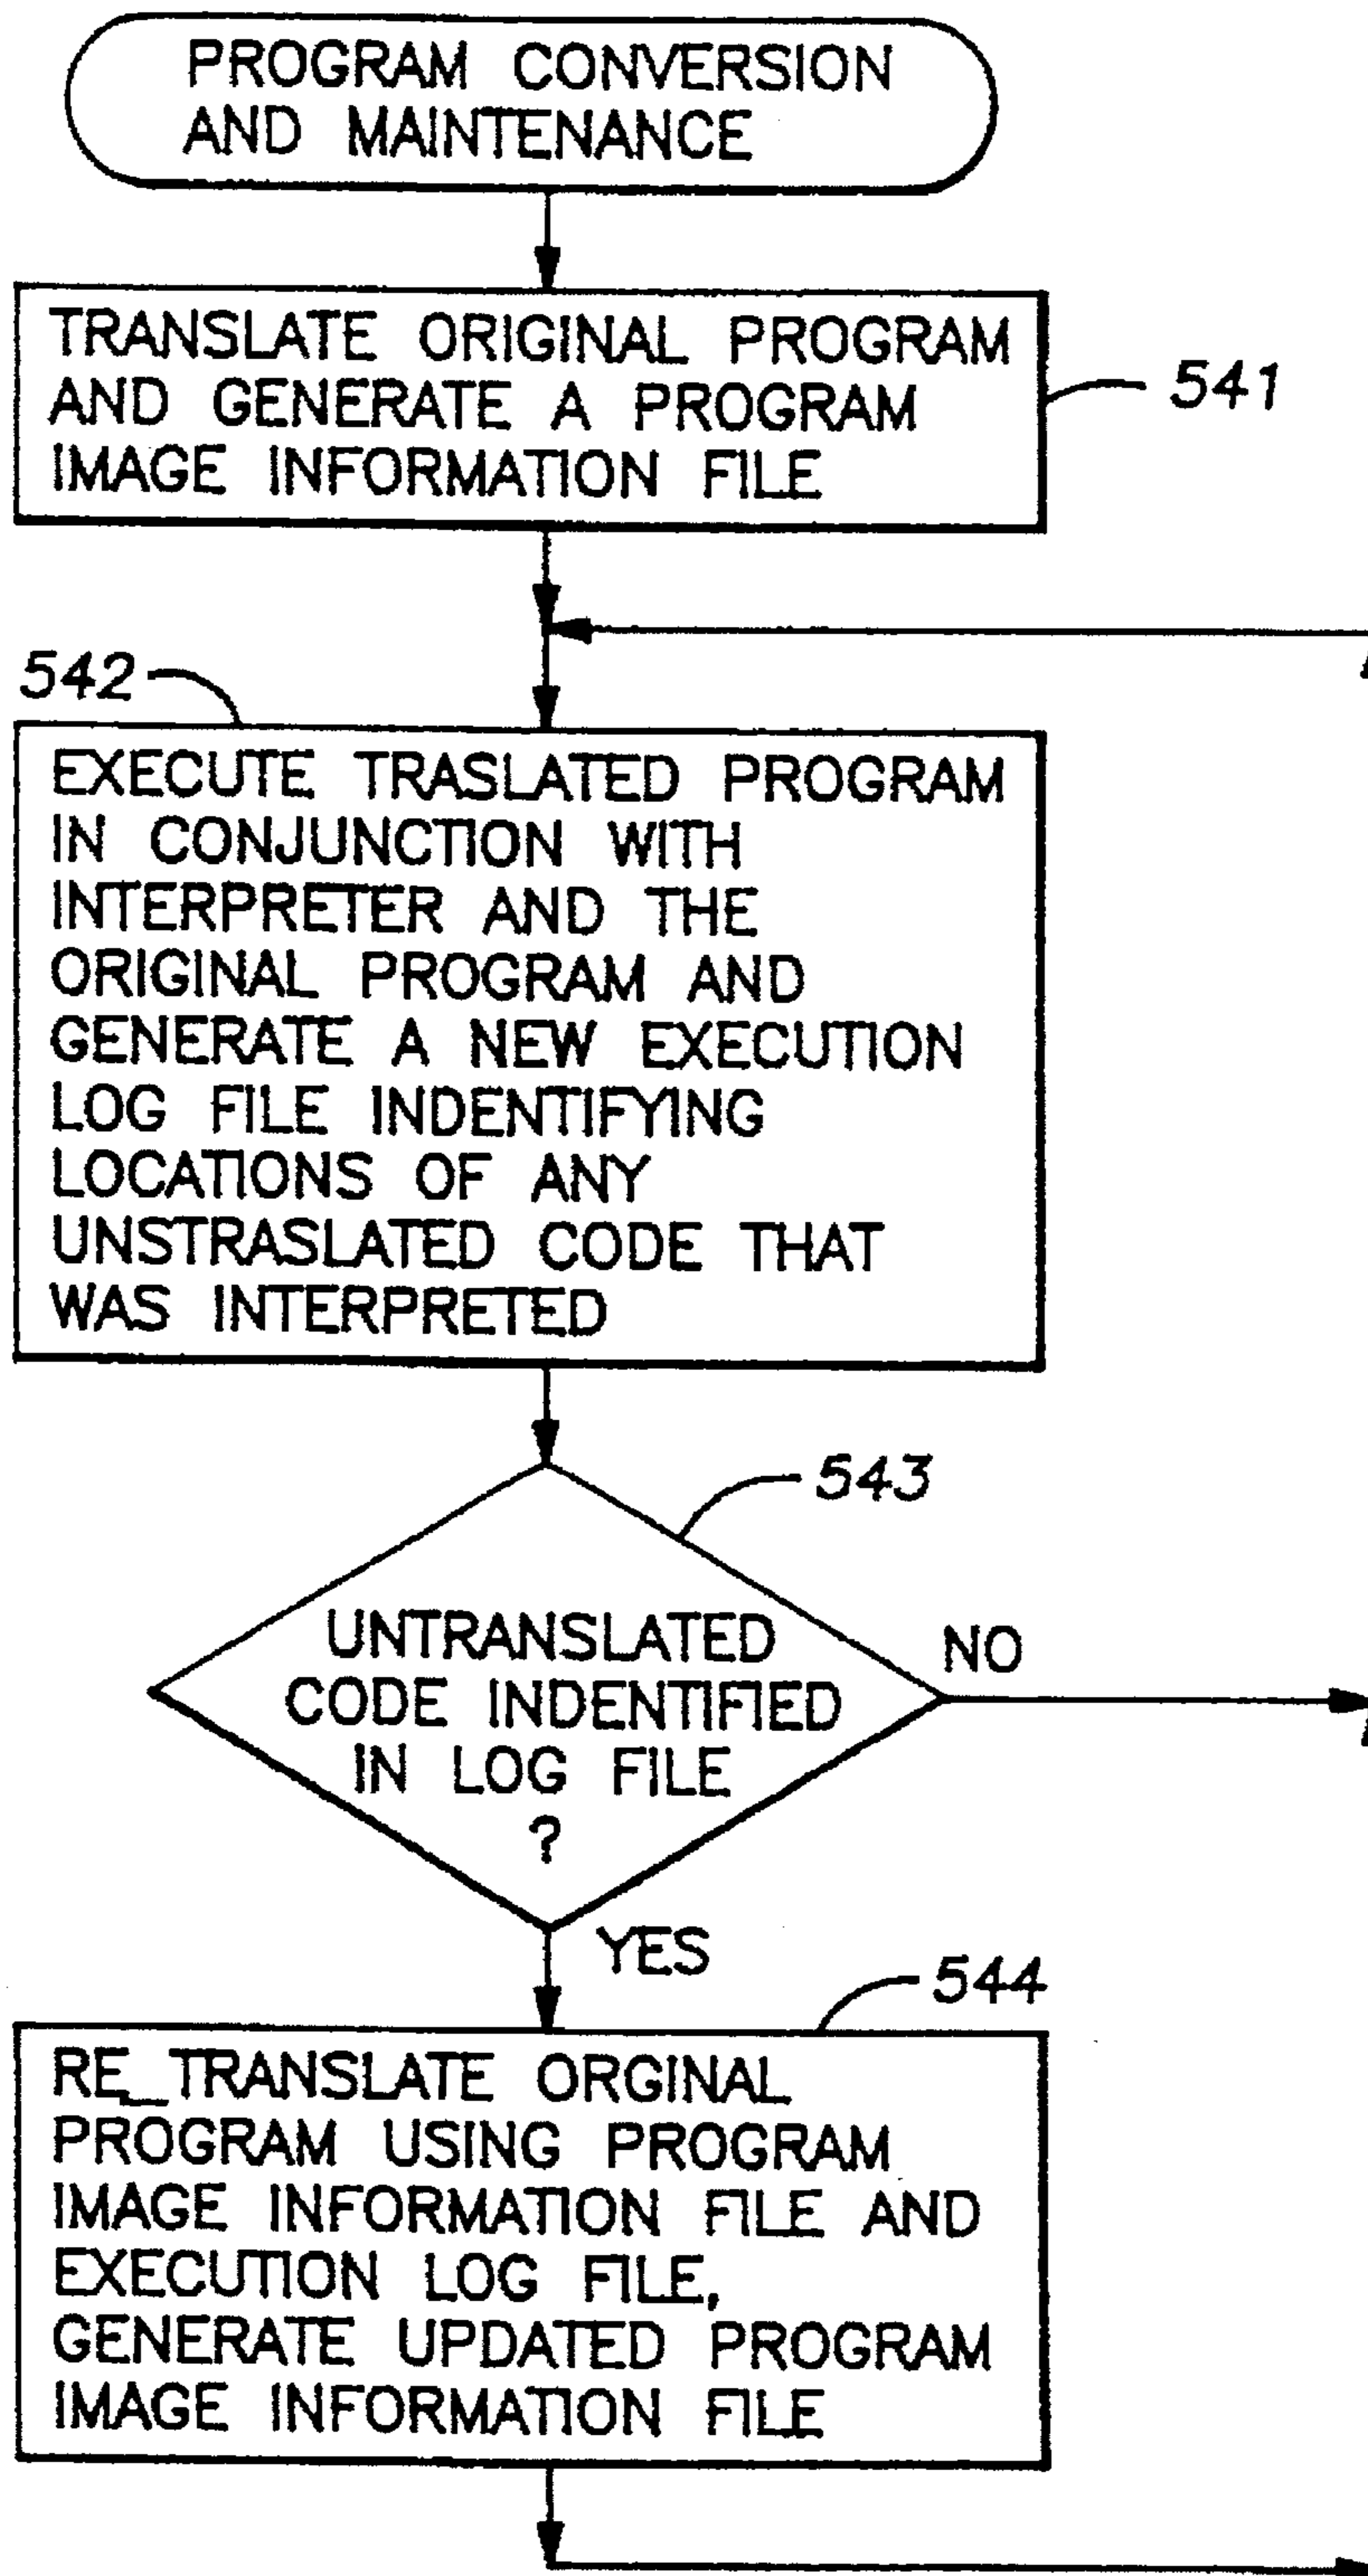 PROGRAM CONVERSION
AND MAINTENANCE
TRANSLATE ORIGINAL PROGRAM
AND GENERATE A PROGRAM
IMAGE INFORMATION FILE
541
542
EXECUTE TRASLATED PROGRAM
IN CONJUNCTION WITH
INTERPRETER AND THE
ORIGINAL PROGRAM AND
GENERATE A NEW EXECUTION
LOG FILE INDENTIFYING
LOCATIONS OF ANY
UNSTRASLATED CODE THAT
WAS INTERPRETED
543
UNTRANSLATED
CODE INDENTIFIED
IN LOG FILE
?
NO
YES
544
RE_TRANSLATE ORGINAL
PROGRAM USING PROGRAM
IMAGE INFORMATION FILE AND
EXECUTION LOG FILE,
GENERATE UPDATED PROGRAM
IMAGE INFORMATION FILE